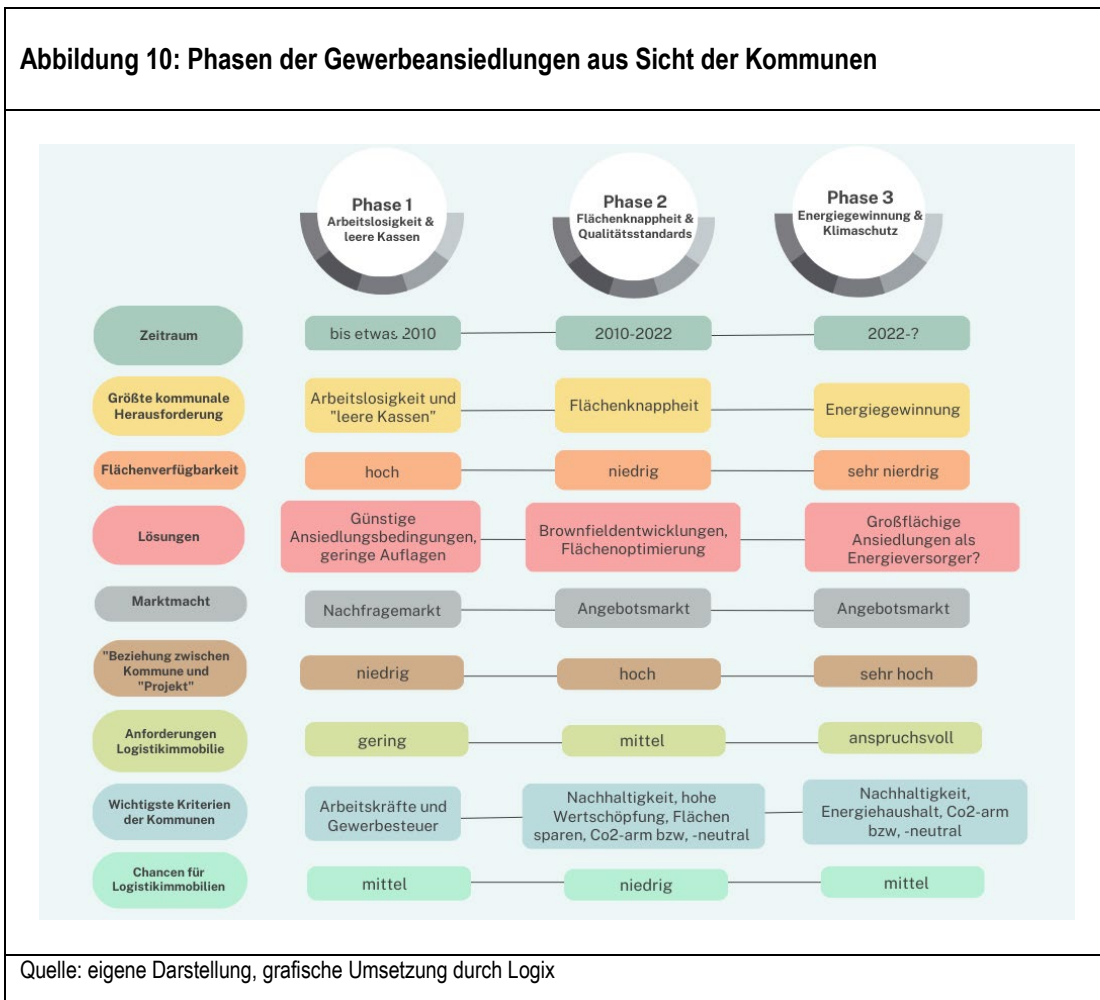 Abbildung 10: Phasen der Gewerbeansiedlungen aus Sicht der Kommunen
Phase 1
Arbeitslosigkeit &
leere Kassen
Phase 2
Flächenknappheit &
Qualitätsstandards
Phase 3
Energiegewinnung &
Klimaschutz
Zeitraum
bis etwas 2010
2010-2022
2022-?
Größte kommunale
Herausforderung
Arbeitslosigkeit und
"leere Kassen"
Flächenknappheit
Energiegewinnung
Flächenverfügbarkeit
hoch
niedrig
sehr nierdrig
Lösungen
Günstige
Ansiedlungsbedingungen,
geringe Auflagen
Brownfieldentwicklungen,
Flächenoptimierung
Großflächige
Ansiedlungen als
Energieversorger?
Marktmacht
Nachfragemarkt
Angebotsmarkt
Angebotsmarkt
"Beziehung zwischen
Kommune und
"Projekt"
niedrig
hoch
sehr hoch
Anforderungen
Logistikimmobilie
gering
mittel
anspruchsvoll
Wichtigste Kriterien
der Kommunen
Arbeitskräfte und
Gewerbesteuer
Nachhaltigkeit, hohe
Wertschöpfung, Flächen
sparen, Co2-arm bzw, -neutral
Nachhaltigkeit,
Energiehaushalt, Co2-arm
bzw, -neutral
Chancen für
Logistikimmobilien
mittel
niedrig
mittel
Quelle: eigene Darstellung, grafische Umsetzung durch Logix